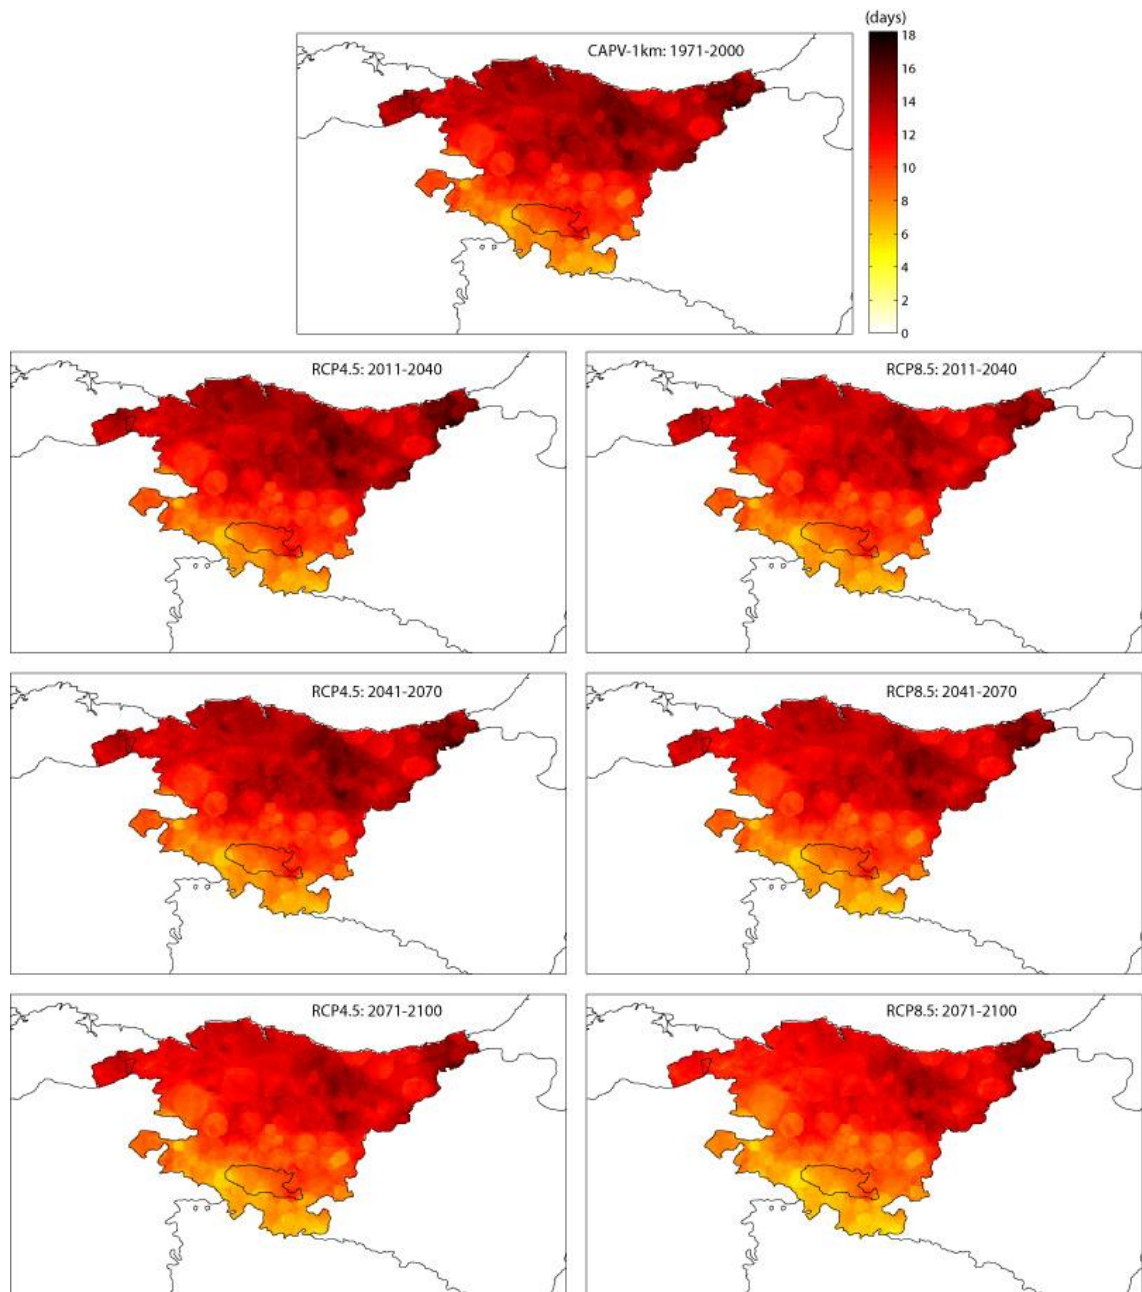 (days)
CAPV-1km: 1971-2000
18
16
14
12
10
8
6
4
2
0
RCP4.5: 2011-2040
RCP8.5: 2011-2040
RCP4.5: 2041-2070
RCP8.5: 2041-2070
RCP4.5: 2071-2100
RCP8.5: 2071-2100